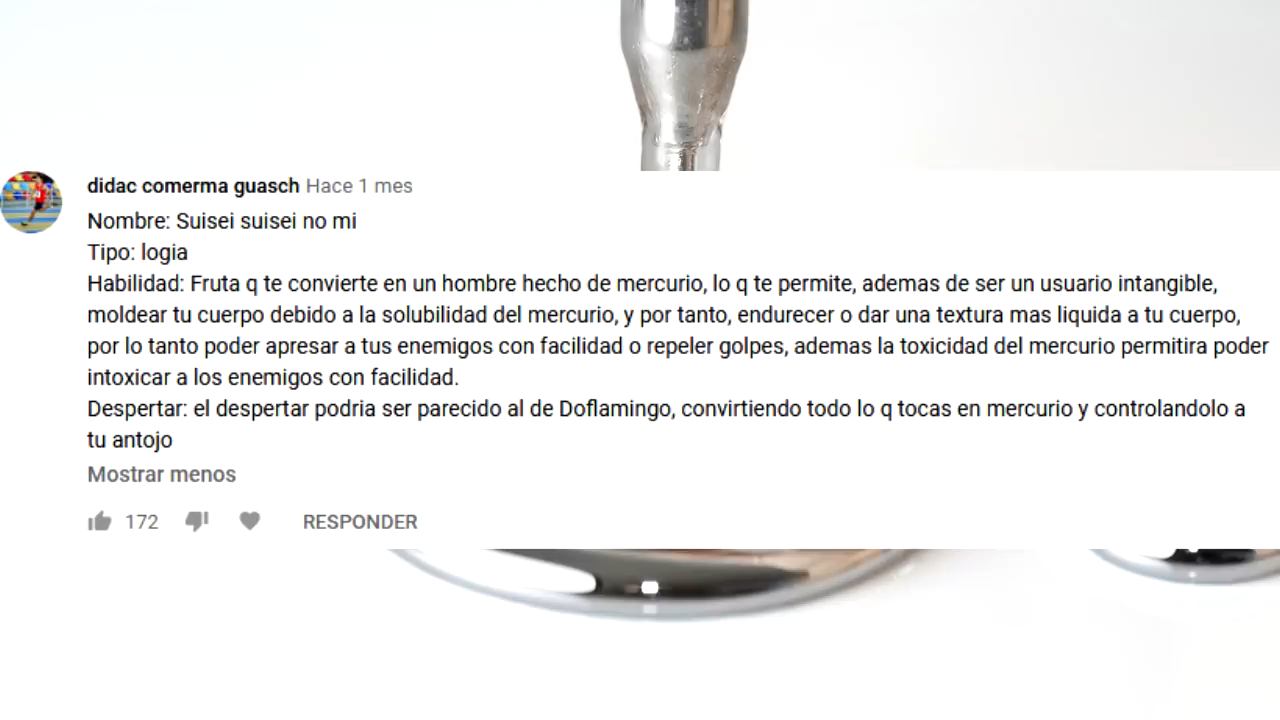 didac comerma guasch Hace 1 mes
Nombre: Suisei suisei no mi
Tipo: logia
Habilidad: Fruta q te convierte en un hombre hecho de mercurio, lo q te permite, ademas de ser un usuario intangible,
moldear tu cuerpo debido a la solubilidad del mercurio, y por tanto, endurecer o dar una textura mas liquida a tu cuerpo,
por lo tanto poder apresar a tus enemigos con facilidad o repeler golpes, ademas la toxicidad del mercurio permitira poder
intoxicar a los enemigos con facilidad.
Despertar: el despertar podria ser parecido al de Doflamingo, convirtiendo todo lo q tocas en mercurio y controlandolo a
tu antojo
Mostrar menos
172 RESPONDER